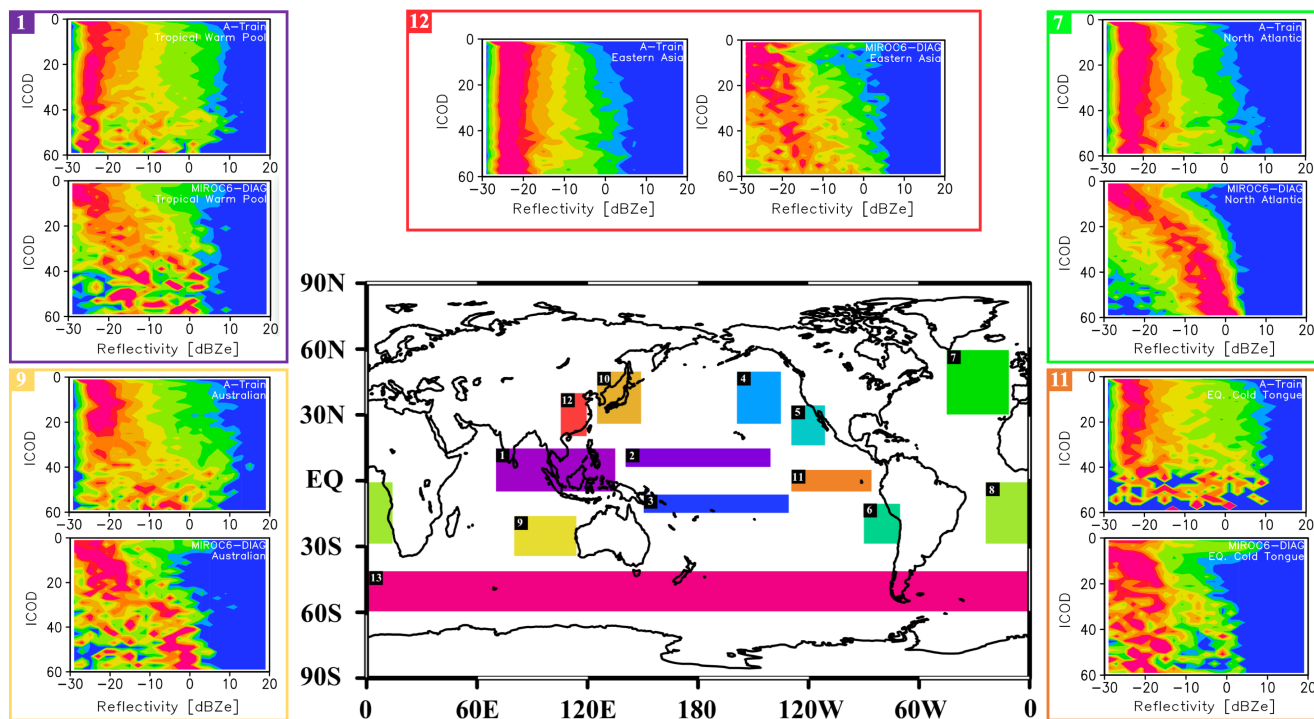 1
A-Train
Tropical Warm Pool
0
20
40
60
ICOD
-30 -20 -10 0 10 20
MIROC6-DIAG
Tropical Warm Pool
0
20
40
60
ICOD
-30 -20 -10 0 10 20
Reflectivity [dBZe]
12
A-Train
Eastern Asia
0
20
40
60
ICOD
-30 -20 -10 0 10 20
Reflectivity [dBZe]
MIROC6-DIAG
Eastern Asia
0
20
40
60
ICOD
-30 -20 -10 0 10 20
Reflectivity [dBZe]
7
A-Train
North Atlantic
0
20
40
60
ICOD
-30 -20 -10 0 10 20
MIROC6-DIAG
North Atlantic
0
20
40
60
ICOD
-30 -20 -10 0 10 20
Reflectivity [dBZe]
9
A-Train
Australian
0
20
40
60
ICOD
-30 -20 -10 0 10 20
MIROC6-DIAG
Australian
0
20
40
60
ICOD
-30 -20 -10 0 10 20
Reflectivity [dBZe]
90N
60N
30N
EQ
30S
60S
90S
0 60E 120E 180 120W 60W 0
7
10
4
12
5
1
2
11
3
6
8
9
13
11
A-Train
EQ. Cold Tongue
0
20
40
60
ICOD
-30 -20 -10 0 10 20
MIROC6-DIAG
EQ. Cold Tongue
0
20
40
60
ICOD
-30 -20 -10 0 10 20
Reflectivity [dBZe]